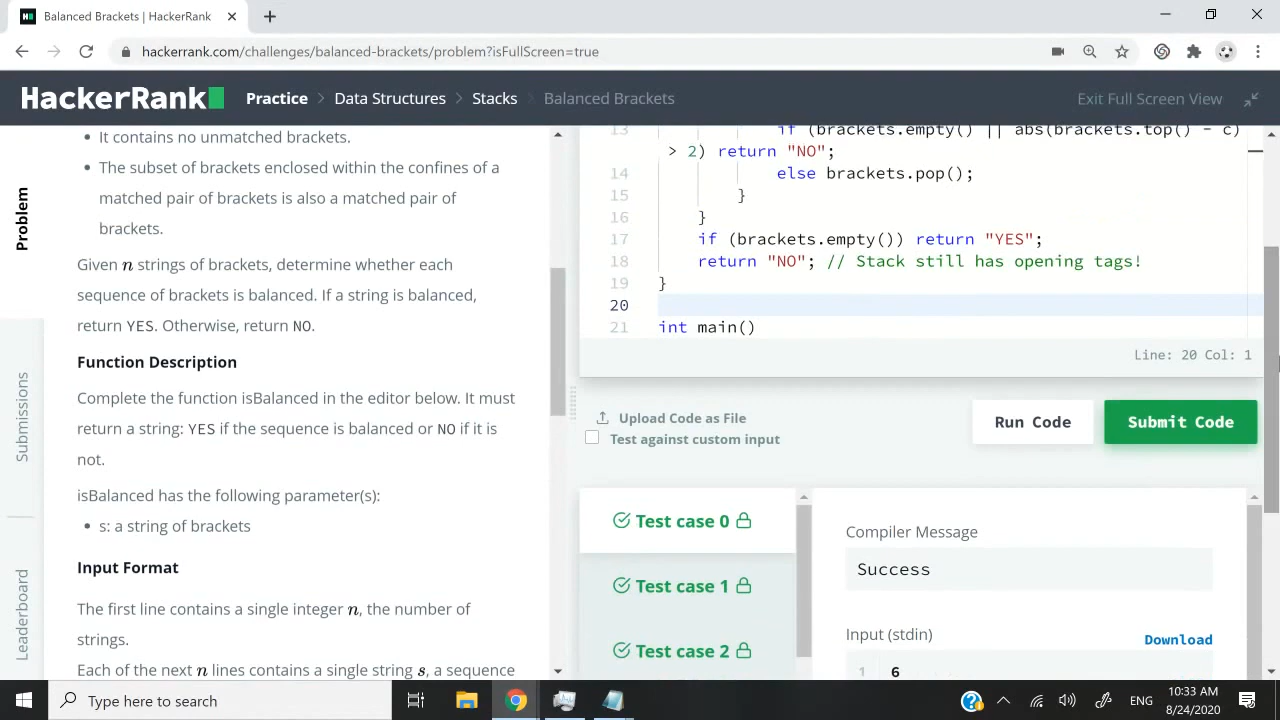 Balanced Brackets | HackerRank
hackerrank.com/challenges/balanced-brackets/problem?isFullScreen=true
HackerRank
Practice > Data Structures > Stacks > Balanced Brackets
Exit Full Screen View
Problem
Submissions
Leaderboard
It contains no unmatched brackets.
The subset of brackets enclosed within the confines of a
matched pair of brackets is also a matched pair of
brackets.
Given n strings of brackets, determine whether each
sequence of brackets is balanced. If a string is balanced,
return YES. Otherwise, return NO.
Function Description
Complete the function isBalanced in the editor below. It must
return a string: YES if the sequence is balanced or NO if it is
not.
isBalanced has the following parameter(s):
s: a string of brackets
Input Format
The first line contains a single integer n, the number of
strings.
Each of the next n lines contains a single string s, a sequence
13 if (brackets.empty() || abs(brackets.top() - c)
> 2) return "NO";
14 else brackets.pop();
15 }
16 }
17 if (brackets.empty()) return "YES";
18 return "NO"; // Stack still has opening tags!
19 }
20
21 int main()
Line: 20 Col: 1
Upload Code as File
Test against custom input
Run Code
Submit Code
Test case 0
Test case 1
Test case 2
Compiler Message
Success
Input (stdin)
Download
1 6
Type here to search
ENG
10:33 AM
8/24/2020